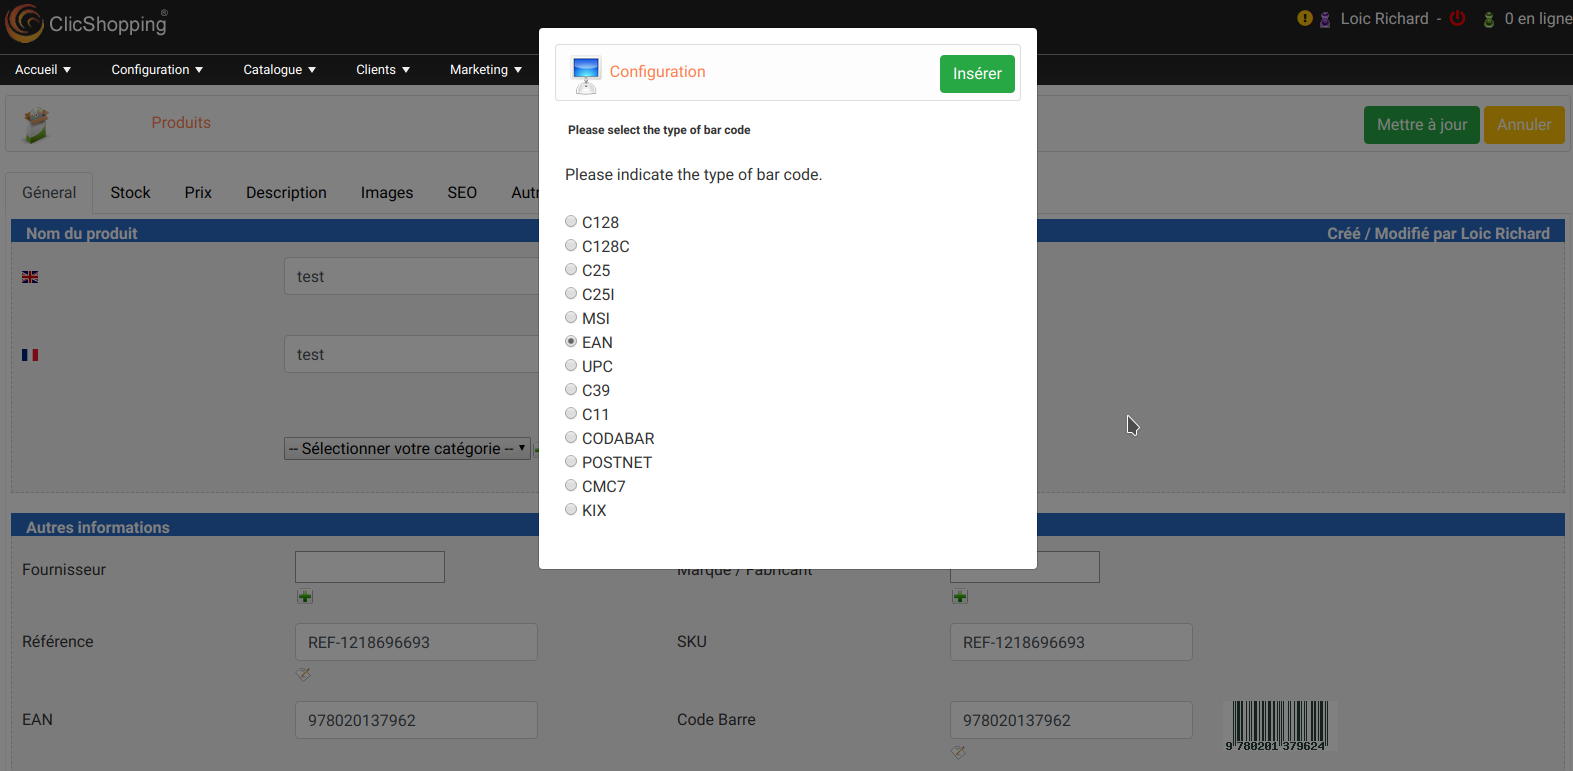 ClicShopping®
Loic Richard - 0 en ligne
Accueil Configuration Catalogue Clients Marketing
Configuration Insérer
Produits Mettre à jour Annuler
Please select the type of bar code
Please indicate the type of bar code.
Géneral Stock Prix Description Images SEO
Nom du produit Créé / Modifié par Loic Richard
test
test
-- Sélectionner votre catégorie --
C128
C128C
C25
C25I
MSI
EAN
UPC
C39
C11
CODABAR
POSTNET
CMC7
KIX
Autres informations
Fournisseur Marque / Fabricant
Référence REF-1218696693 SKU REF-1218696693
EAN 978020137962 Code Barre 978020137962
9 780201 379624